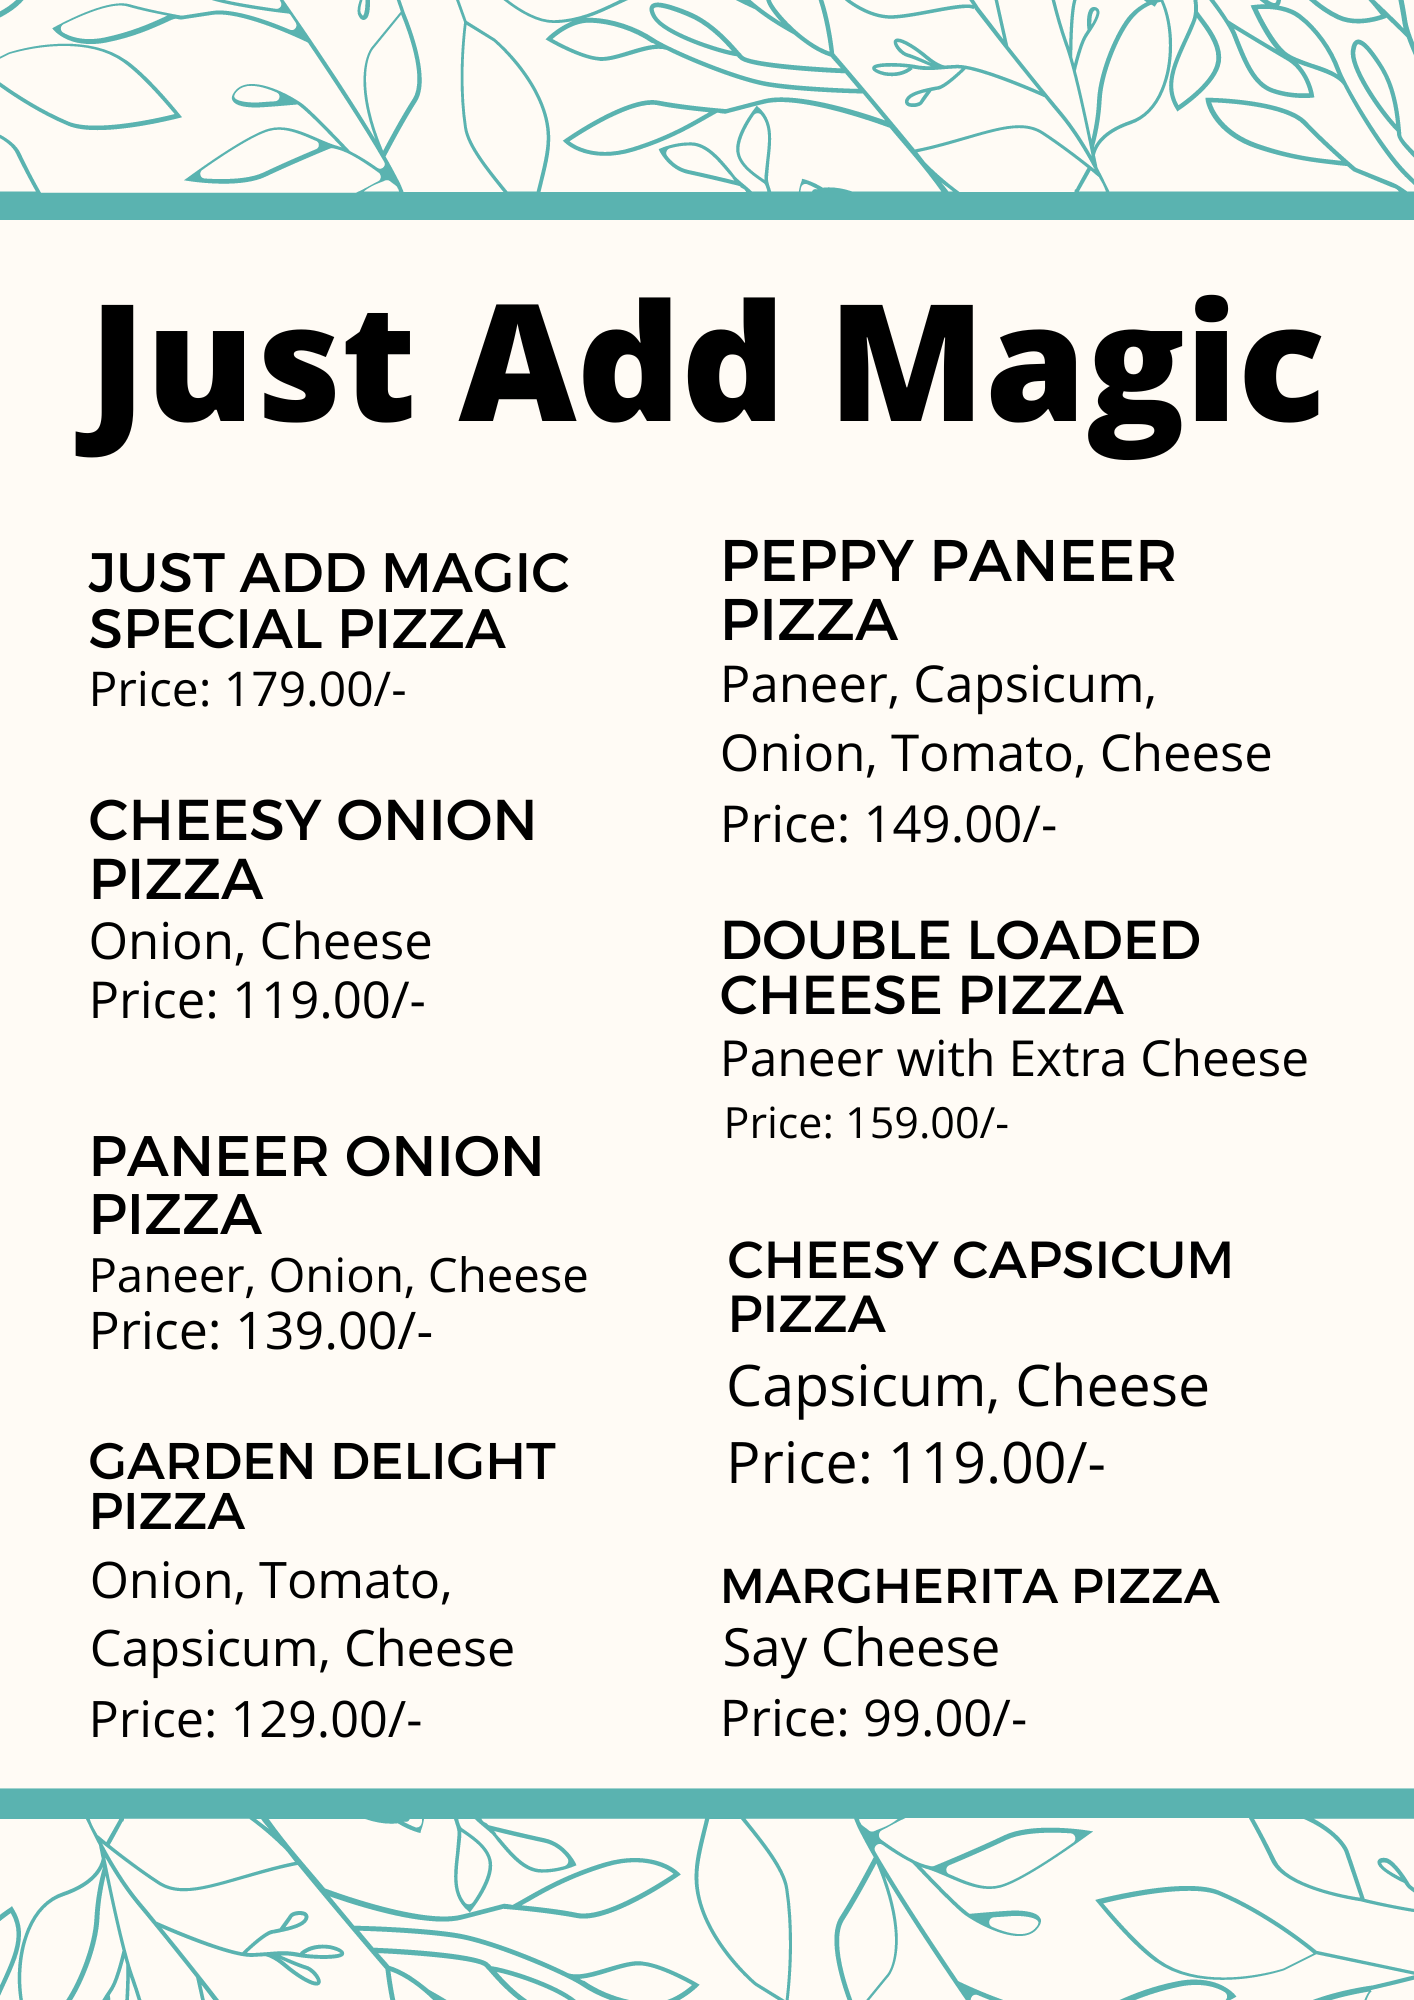 Just Add Magic
JUST ADD MAGIC
SPECIAL PIZZA
Price: 179.00/-
CHEESY ONION
PIZZA
Onion, Cheese
Price: 119.00/-
PANEER ONION
PIZZA
Paneer, Onion, Cheese
Price: 139.00/-
GARDEN DELIGHT
PIZZA
Onion, Tomato,
Capsicum, Cheese
Price: 129.00/-
PEPPY PANEER
PIZZA
Paneer, Capsicum,
Onion, Tomato, Cheese
Price: 149.00/-
DOUBLE LOADED
CHEESE PIZZA
Paneer with Extra Cheese
Price: 159.00/-
CHEESY CAPSICUM
PIZZA
Capsicum, Cheese
Price: 119.00/-
MARGHERITA PIZZA
Say Cheese
Price: 99.00/-